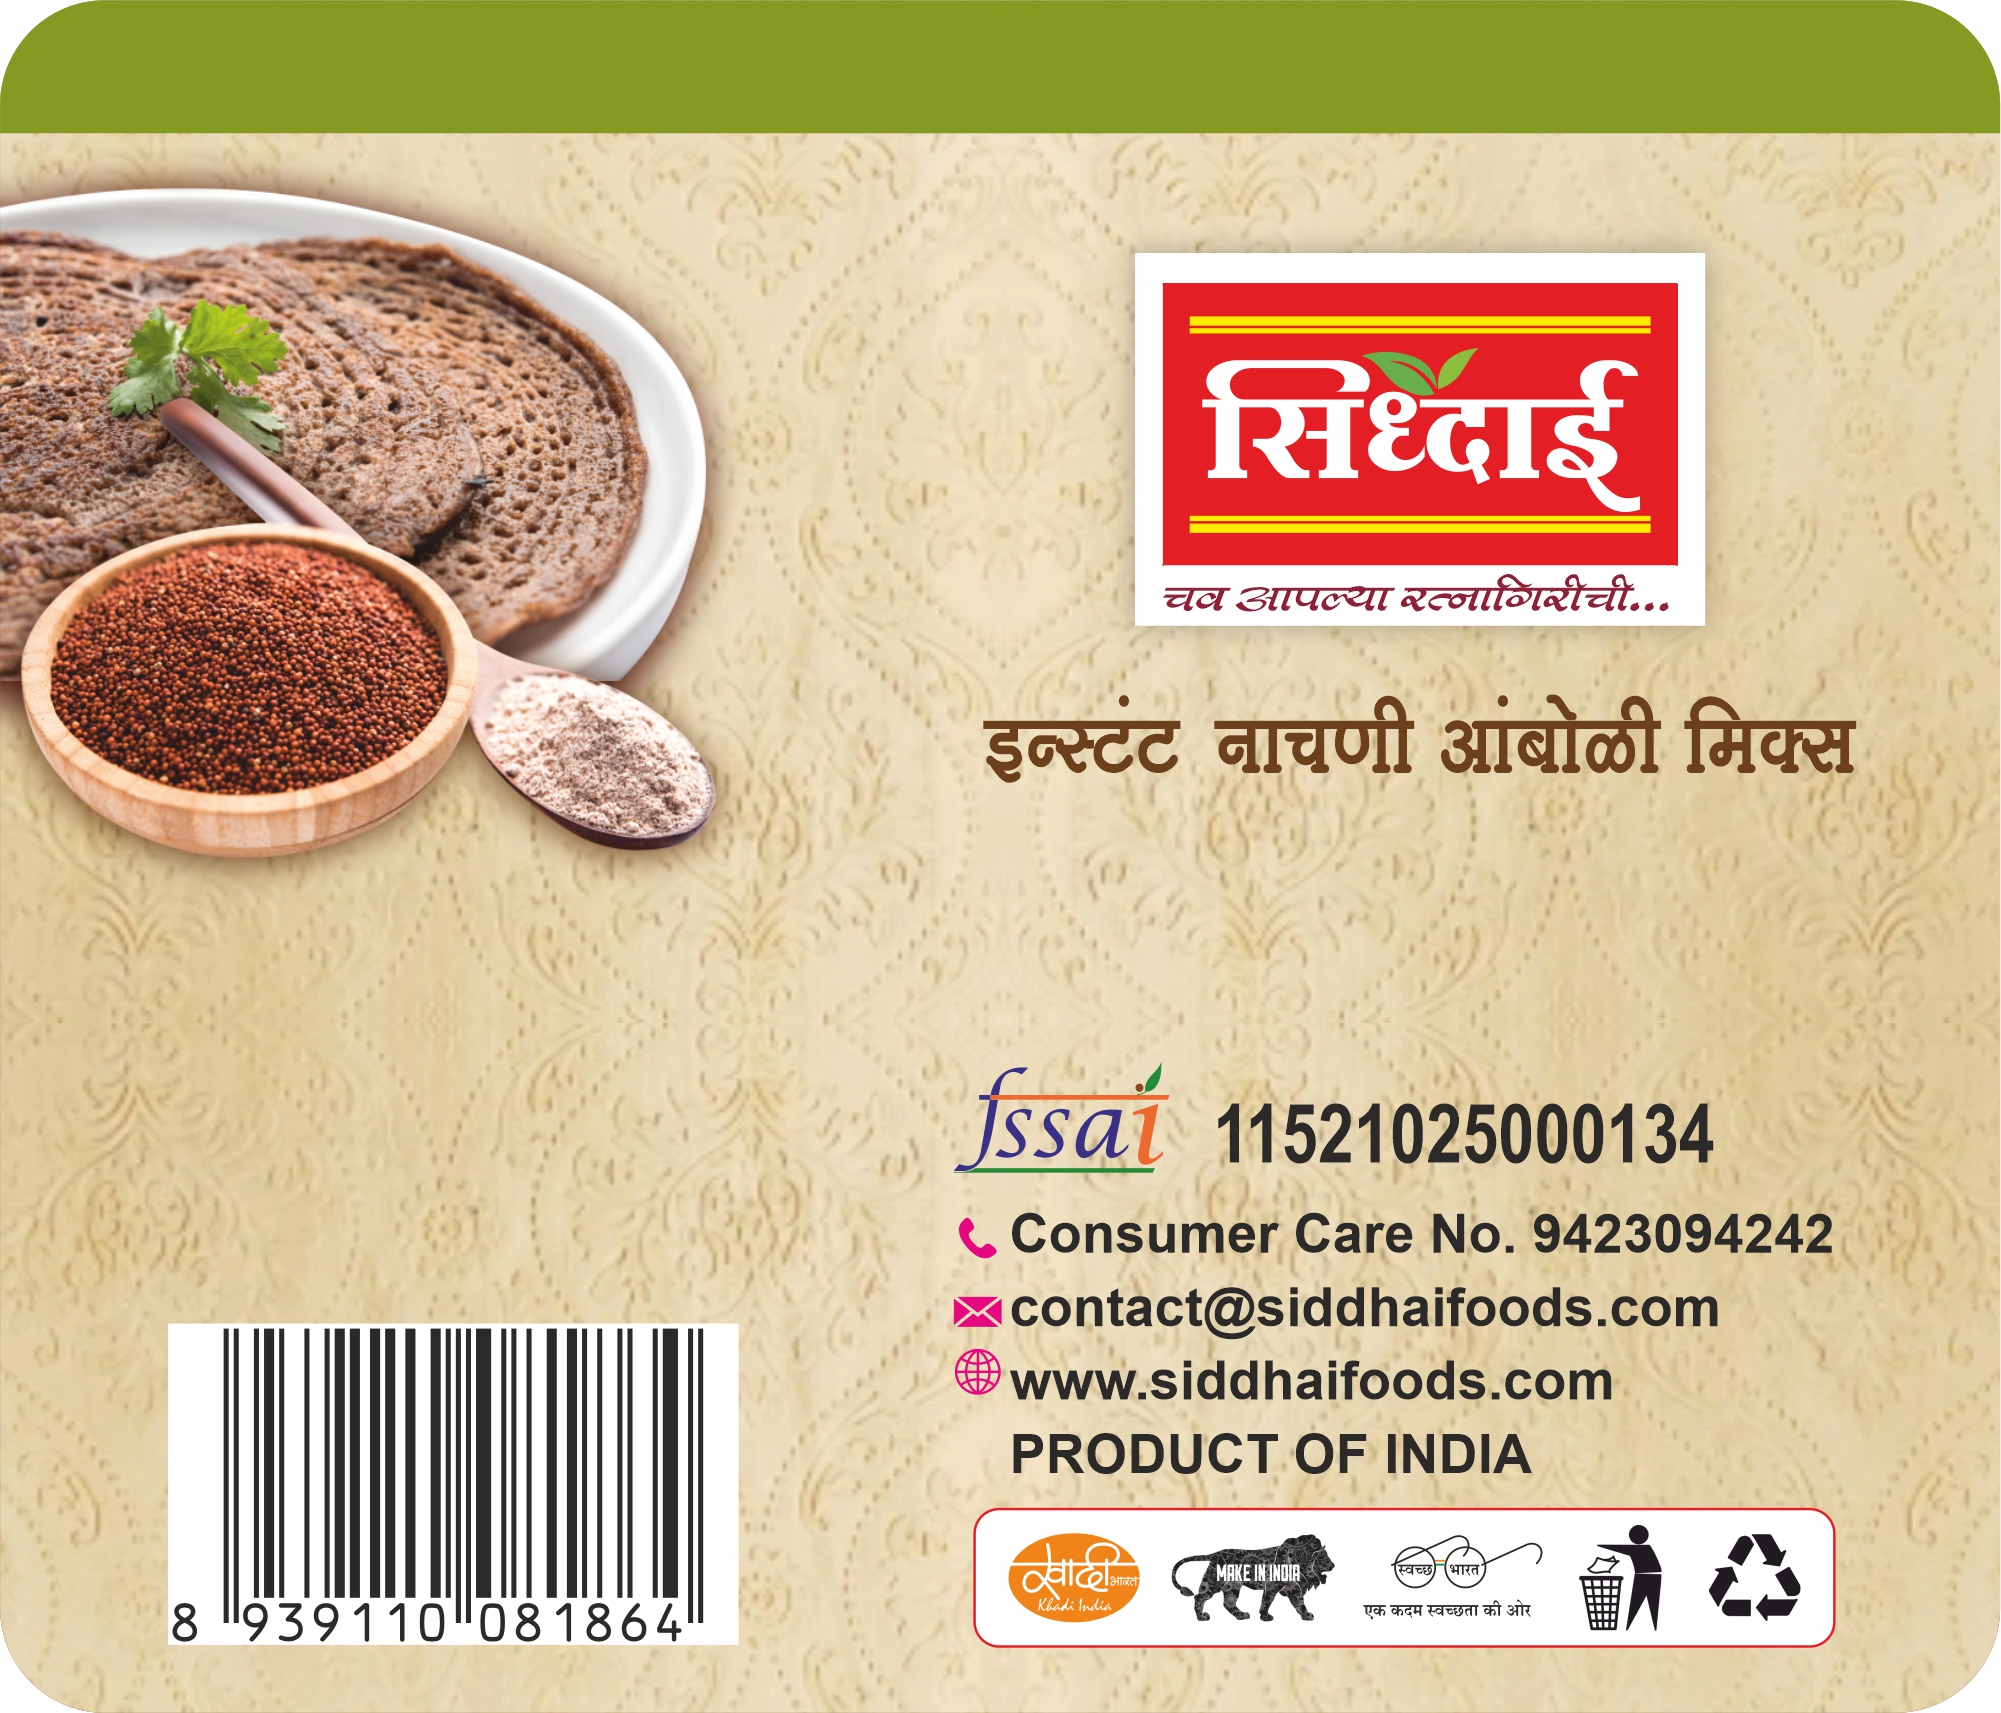 सिध्दाई
चव आपल्या रत्नागिरीची...
इन्स्टंट नाचणी आंबोळी मिक्स
fssai 11521025000134
Consumer Care No. 9423094242
contact@siddhaifoods.com
www.siddhaifoods.com
PRODUCT OF INDIA
8 939110 081864
खादी भारत
Khadi India
MAKE IN INDIA
स्वच्छ भारत
एक कदम स्वच्छता की ओर